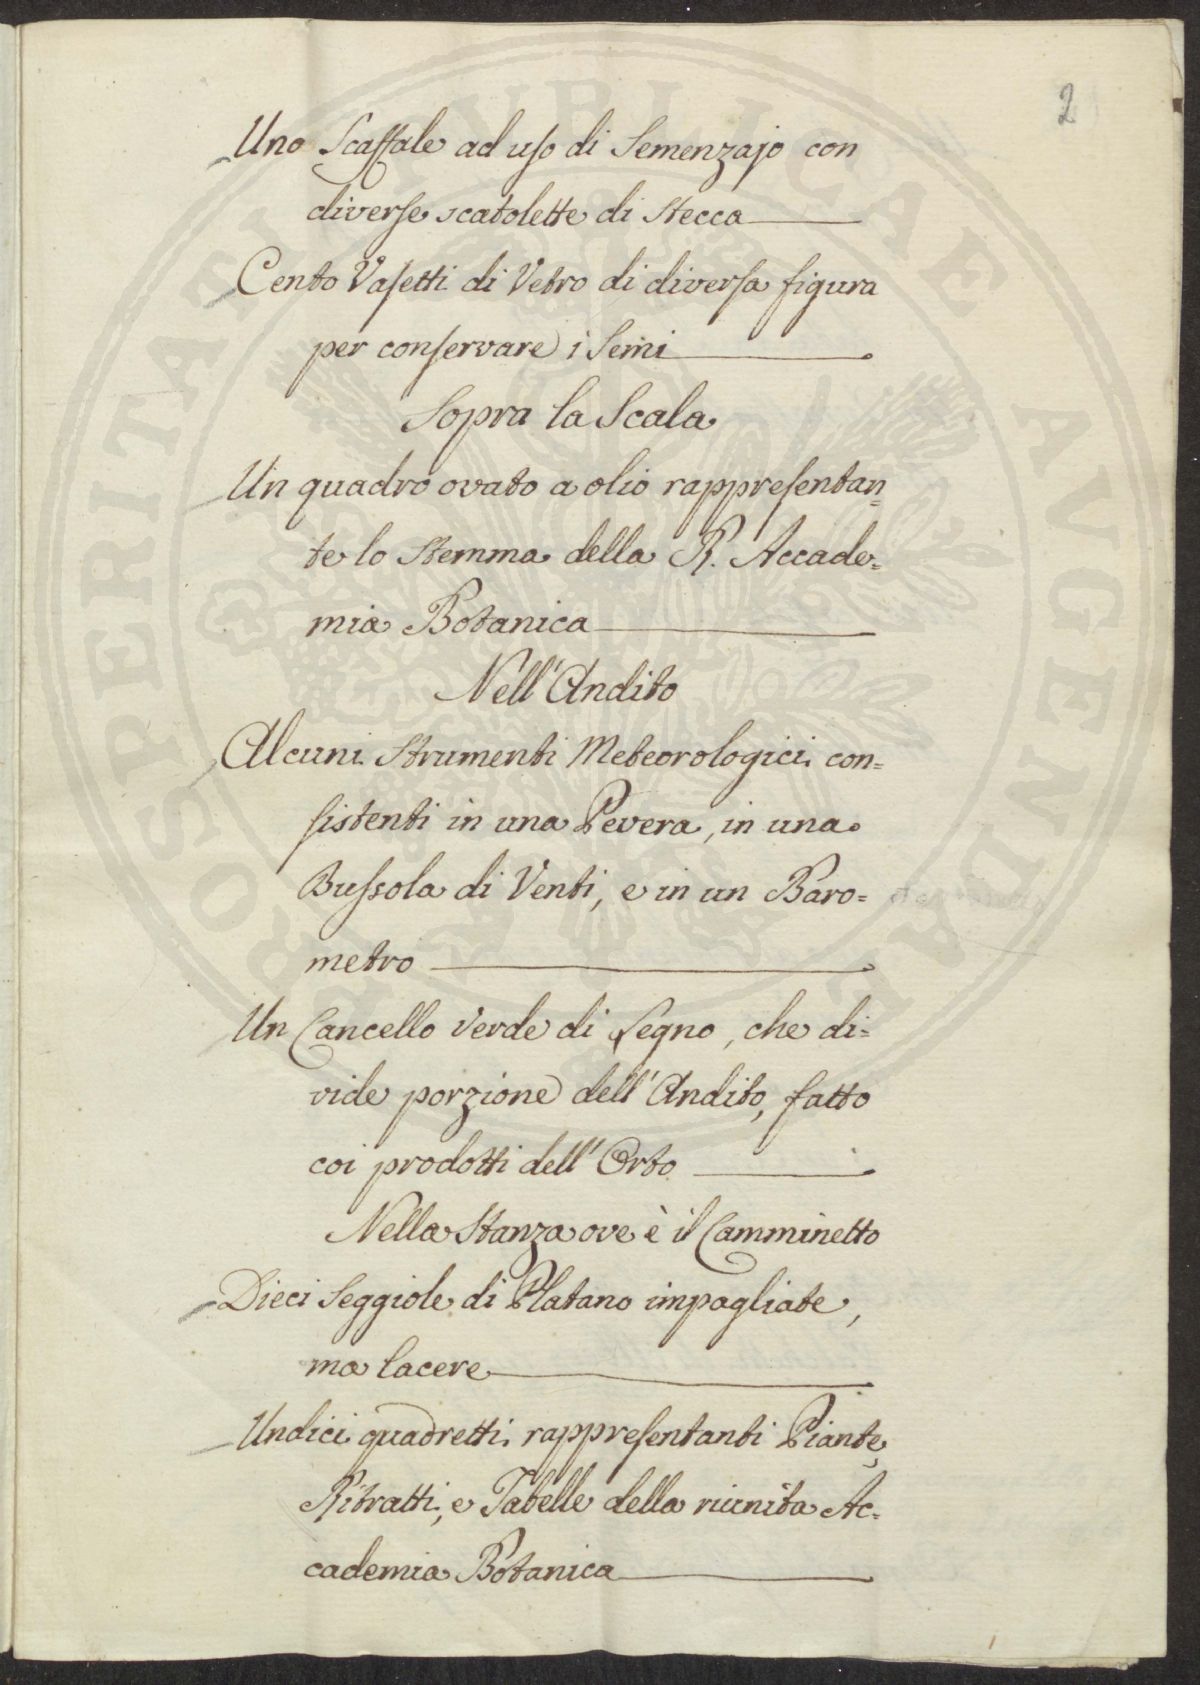 2
Uno Scaffale ad uso di Semenzajo con
diverse scatolette di Stecca
Cento Vasetti di Vetro di diversa figura
per conservare i Semi
Sopra la Scala
Un quadro ovato a olio rappresentan=
te lo Stemma della R. Accade=
mia Botanica
Nell'Andito
Alcuni Strumenti Meteorologici con=
sistenti in una Pevera, in una
Bussola di Venti, e in un Baro=
metro
Un Cancello verde di Legno, che di=
vide porzione dell'Andito, fatto
coi prodotti dell'Orto
Nella Stanza ove è il Camminetto
Dieci Seggiole di Platano impagliate,
ma lacere
Undici quadretti rappresentanti Piante,
Ritratti, e Tabelle della riunita Ac=
cademia Botanica
PROSPERITATI PVBLICAE AVGENDAE